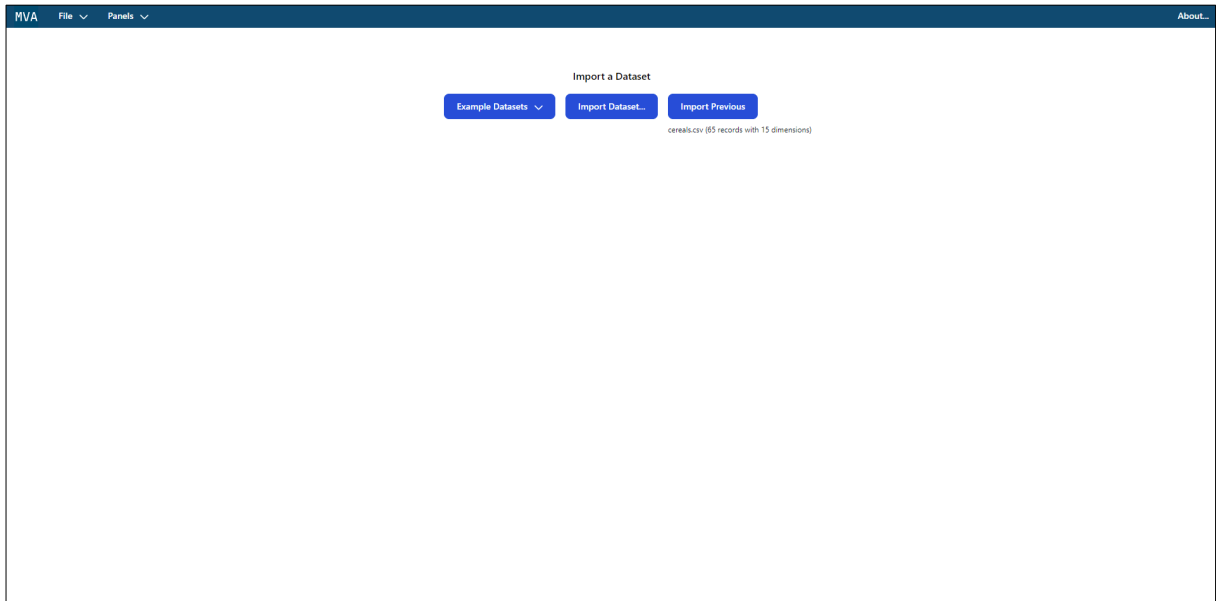 MVA File Panels About...
Import a Dataset
Example Datasets Import Dataset... Import Previous
cereals.csv (65 records with 15 dimensions)